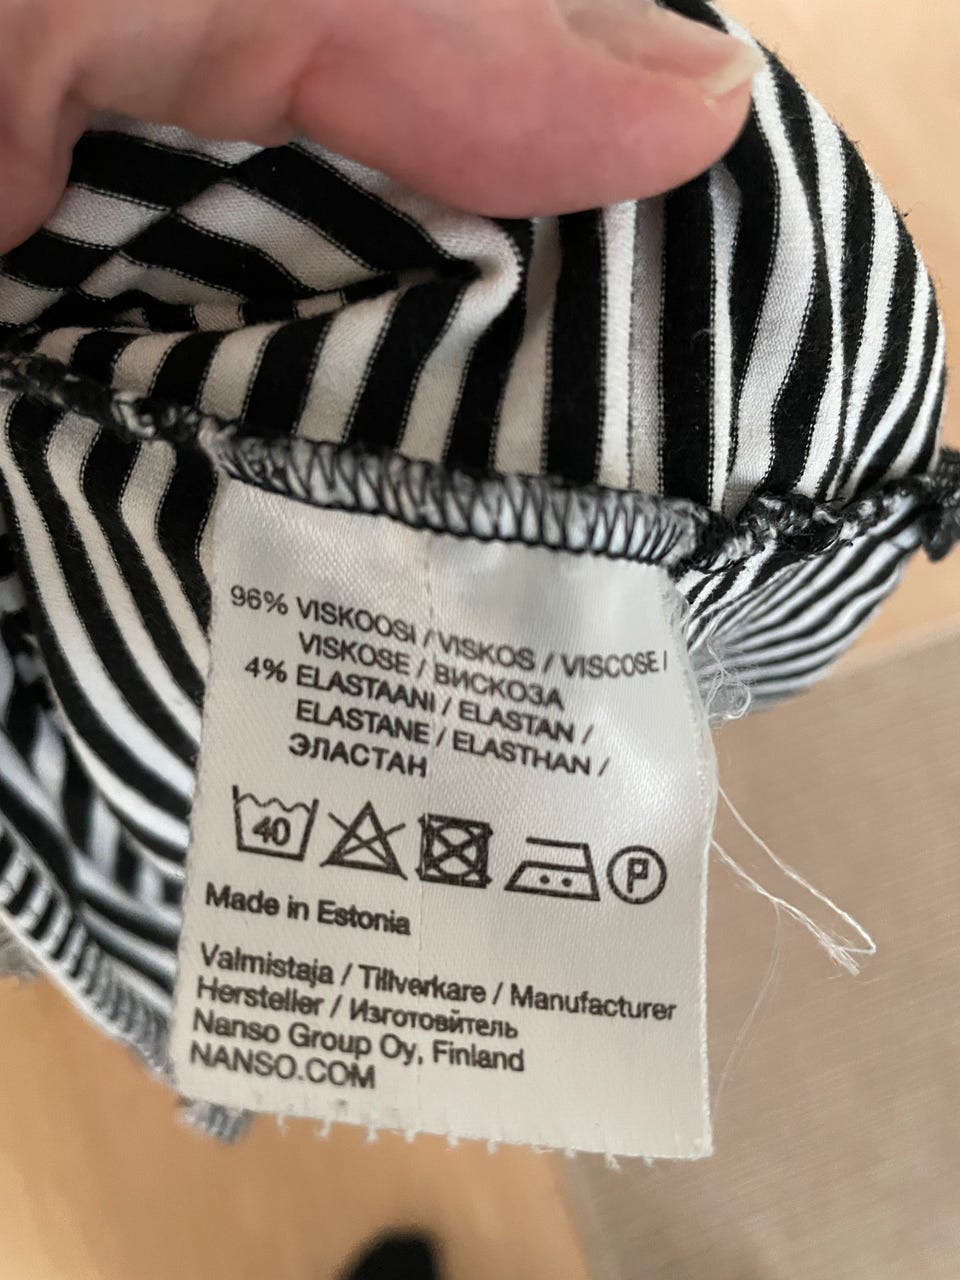 96% VISKOOSI / VISKOS / VISCOSE /
VISKOSE / ВИСКОЗА
4% ELASTAANI / ELASTAN /
ELASTANE / ELASTHAN /
ЭЛАСТАН
40
P
Made in Estonia
Valmistaja / Tillverkare / Manufacturer
Hersteller / Изготовйтель
Nanso Group Oy, Finland
NANSO.COM